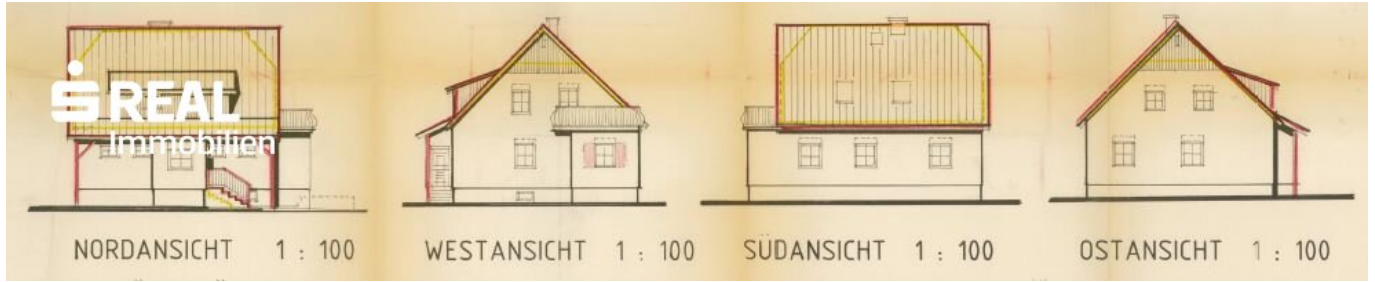 S REAL
Immobilien
NORDANSICHT 1 : 100
WESTANSICHT 1 : 100
SÜDANSICHT 1 : 100
OSTANSICHT 1 : 100